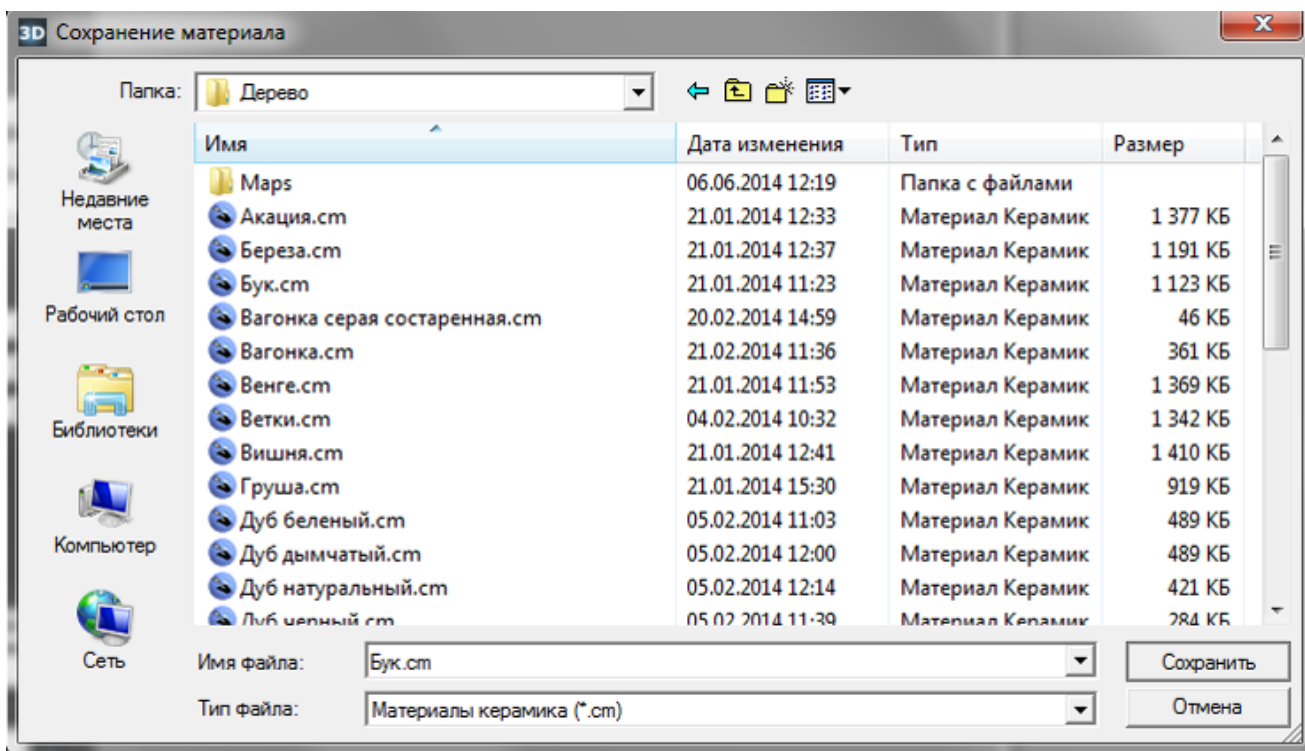 3D Сохранение материала
Папка: Дерево
Имя Дата изменения Тип Размер
Maps 06.06.2014 12:19 Папка с файлами
Акация.cm 21.01.2014 12:33 Материал Керамик 1 377 КБ
Береза.cm 21.01.2014 12:37 Материал Керамик 1 191 КБ
Бук.cm 21.01.2014 11:23 Материал Керамик 1 123 КБ
Вагонка серая состаренная.cm 20.02.2014 14:59 Материал Керамик 46 КБ
Вагонка.cm 21.02.2014 11:36 Материал Керамик 361 КБ
Венге.cm 21.01.2014 11:53 Материал Керамик 1 369 КБ
Ветки.cm 04.02.2014 10:32 Материал Керамик 1 342 КБ
Вишня.cm 21.01.2014 12:41 Материал Керамик 1 410 КБ
Груша.cm 21.01.2014 15:30 Материал Керамик 919 КБ
Дуб беленый.cm 05.02.2014 11:03 Материал Керамик 489 КБ
Дуб дымчатый.cm 05.02.2014 12:00 Материал Керамик 489 КБ
Дуб натуральный.cm 05.02.2014 12:14 Материал Керамик 421 КБ
Дуб черный.cm 05.02.2014 11:39 Материал Керамик 284 КБ
Недавние
места
Рабочий стол
Библиотеки
Компьютер
Сеть
Имя файла: Бук.cm Сохранить
Тип файла: Материалы керамика (*.cm) Отмена